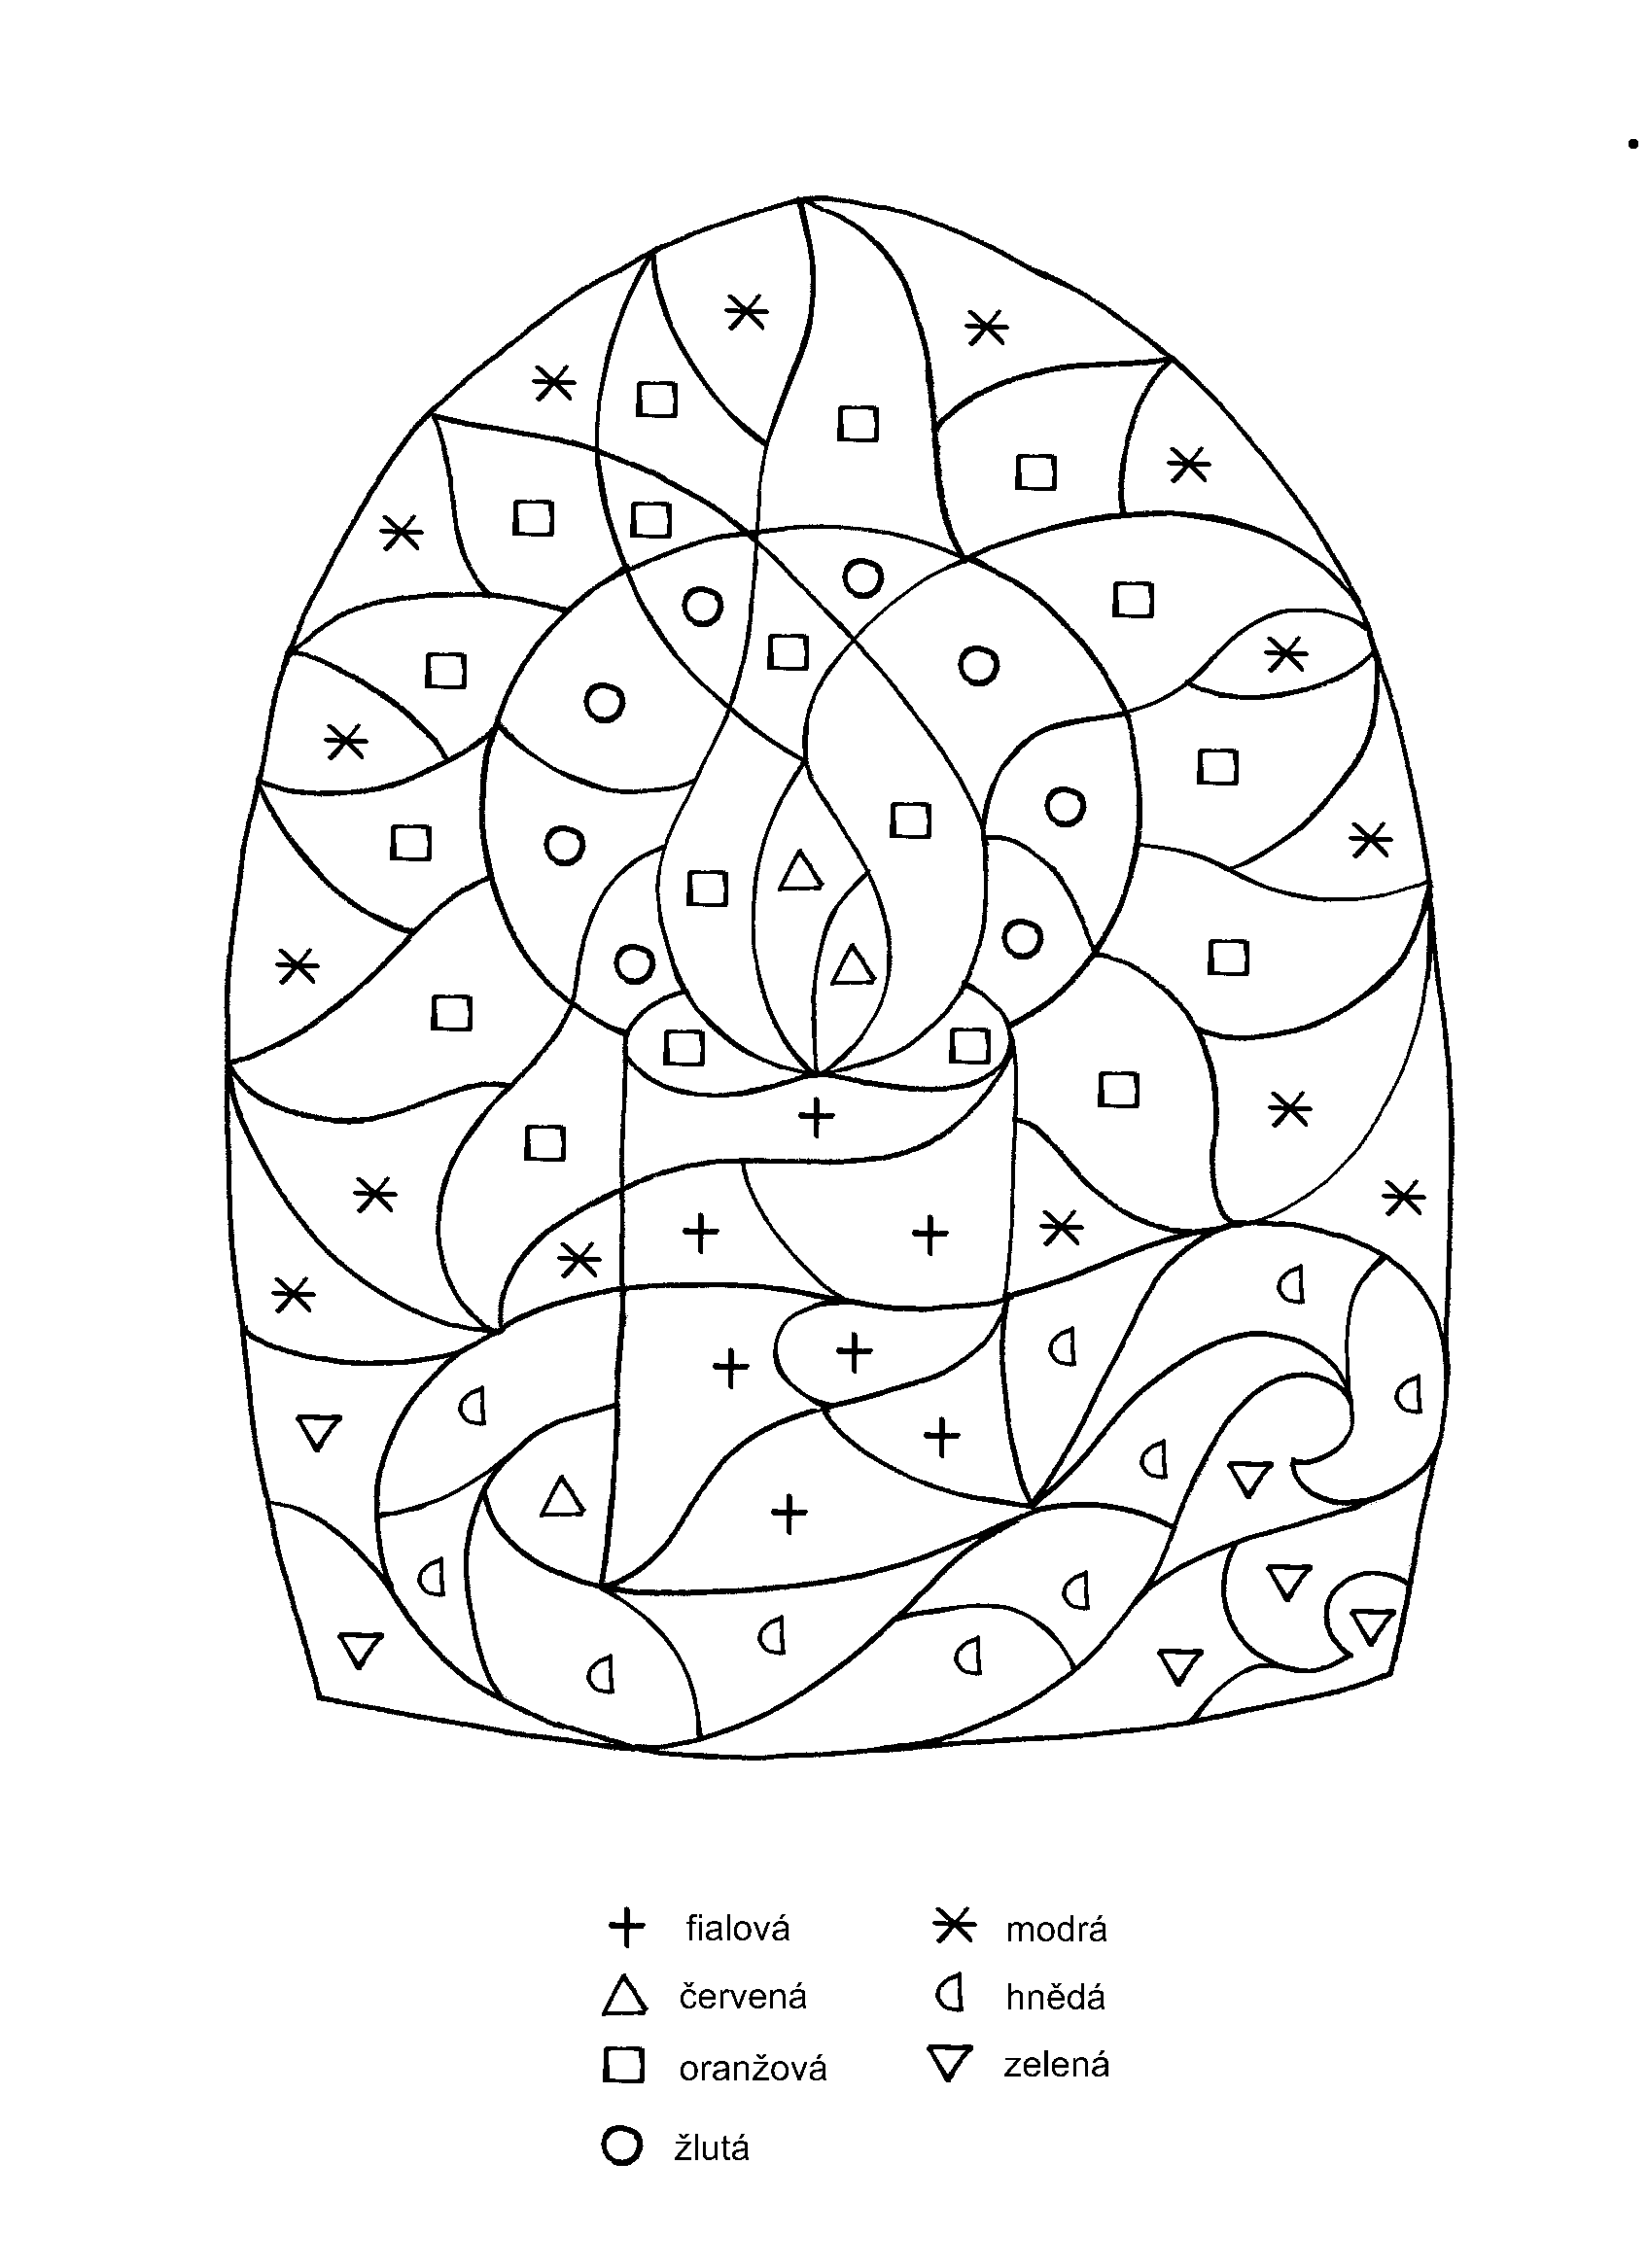 fialová
modrá
červená
hnědá
oranžová
zelená
žlutá